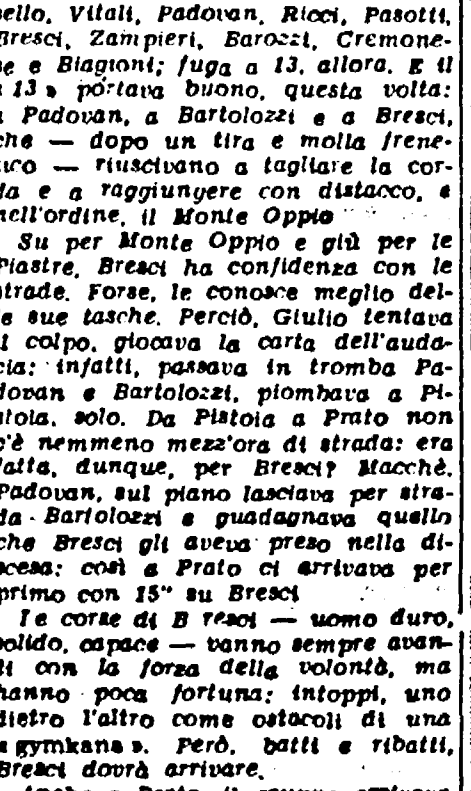 ello, Vitali, Padovan, Ricci, Pasotti,
Bresci, Zampieri, Barozzi, Cremone-
se e Biagioni; fuga a 13, allora. E il
13 » portava buono, questa volta:
a Padovan, a Bartolozzi e a Bresci,
che — dopo un tira e molla frene-
tico — riuscivano a tagliare la cor-
da e a raggiungere con distacco, e
nell'ordine, il Monte Oppio
Su per Monte Oppio e giù per le
Piastre, Bresci ha confidenza con le
strade. Forse, le conosce meglio del-
e sue tasche. Perciò, Giulio tentava
il colpo, giocava la carta dell'auda-
cia: infatti, passava in tromba Pa-
dovan e Bartolozzi, piombava a Pi-
stoia, solo. Da Pistoia a Prato non
c'è nemmeno mezz'ora di strada: era
fatta, dunque, per Bresci? Macchè.
Padovan, sul piano lasciava per stra-
da Bartolozzi e guadagnava quello
che Bresci gli aveva preso nella di-
scesa: così a Prato ci arrivava per
primo con 15" su Bresci
Le corse di B resci — uomo duro,
solido, capace — vanno sempre avan-
ti con la forza della volontà, ma
hanno poca fortuna: intoppi, uno
dietro l'altro come ostacoli di una
« gymkana ». Però, batti e ribatti,
Bresci dovrà arrivare.